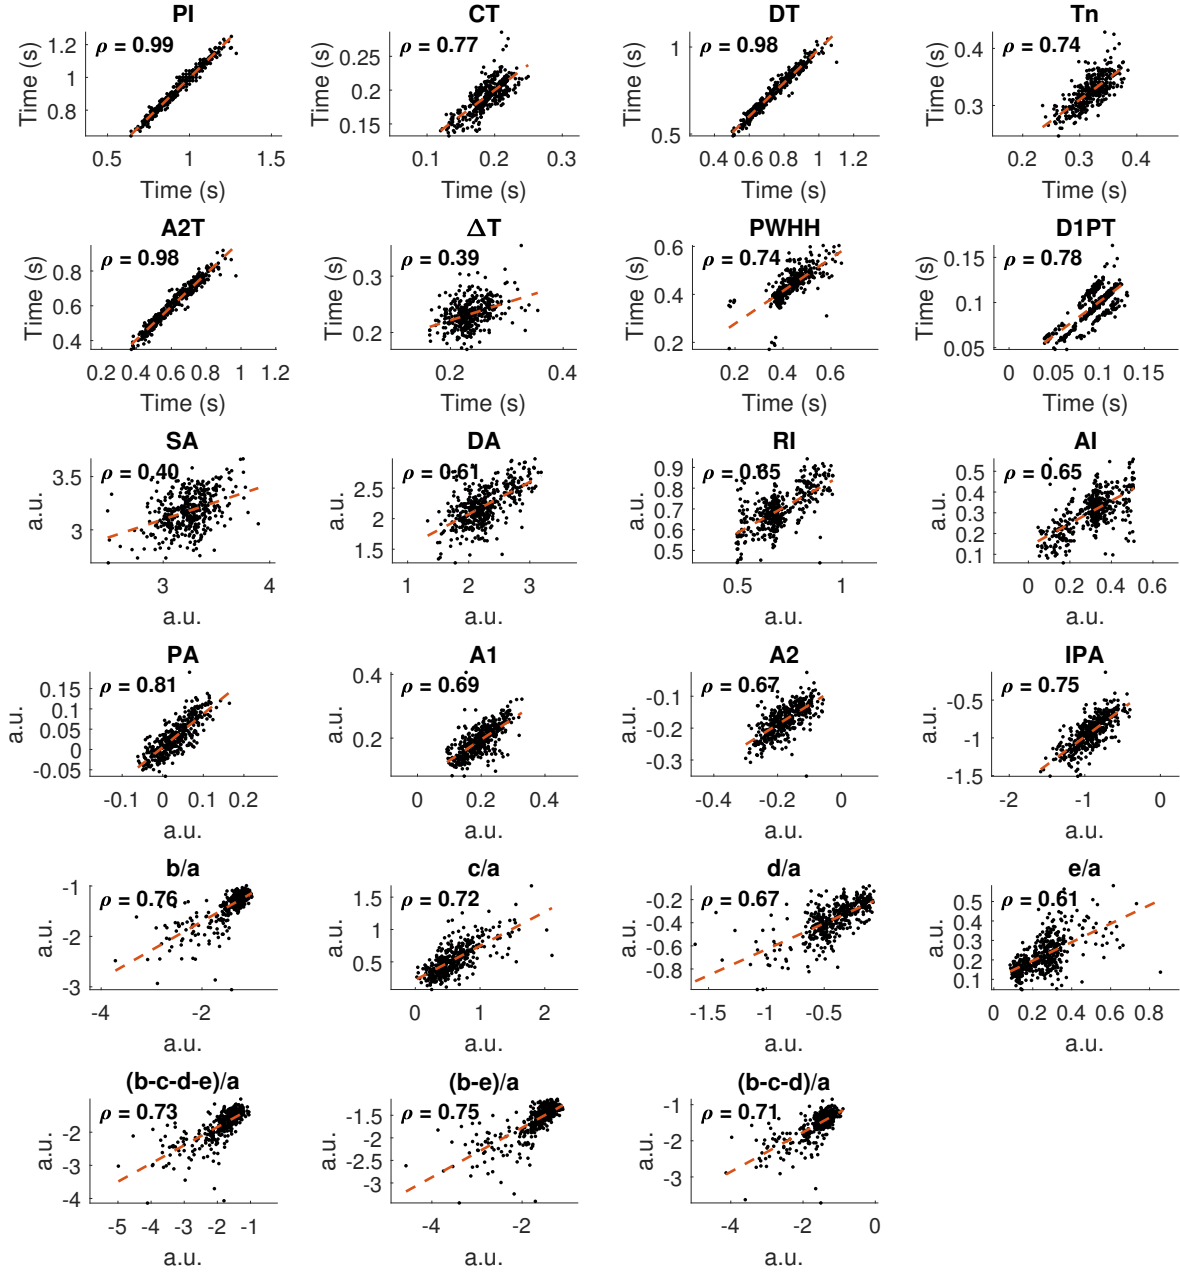 PI
CT
DT
Tn
ρ = 0.99
ρ = 0.77
ρ = 0.98
ρ = 0.74
Time (s)
1.2
1
0.8
0.5
1
1.5
Time (s)
Time (s)
0.25
0.2
0.15
0.1
0.2
0.3
Time (s)
Time (s)
1
0.5
0.4 0.6 0.8
1
1.2
Time (s)
Time (s)
0.4
0.3
0.2
0.3
0.4
Time (s)
A2T
ΔT
PWHH
D1PT
ρ = 0.98
ρ = 0.39
ρ = 0.74
ρ = 0.78
Time (s)
0.8
0.6
0.4
0.2 0.4 0.6 0.8 1 1.2
Time (s)
Time (s)
0.3
0.2
0.2
0.4
Time (s)
Time (s)
0.6
0.4
0.2
0.2
0.4
0.6
Time (s)
Time (s)
0.15
0.1
0.05
0
0.05
0.1
0.15
Time (s)
SA
DA
RI
AI
ρ = 0.40
ρ = 0.61
ρ = 0.65
ρ = 0.65
a.u.
3.5
3
3
4
a.u.
a.u.
2.5
2
1.5
1
2
3
a.u.
a.u.
0.9
0.8
0.7
0.6
0.5
0.5
1
a.u.
a.u.
0.5
0.4
0.3
0.2
0.1
0
0.2 0.4 0.6
a.u.
PA
A1
A2
IPA
ρ = 0.81
ρ = 0.69
ρ = 0.67
ρ = 0.75
a.u.
0.15
0.1
0.05
0
-0.05
-0.1
0
0.1
0.2
a.u.
a.u.
0.4
0.2
0
0.2
0.4
a.u.
a.u.
-0.1
-0.2
-0.3
-0.4
-0.2
0
a.u.
a.u.
-0.5
-1
-1.5
-2
-1
0
a.u.
b/a
c/a
d/a
e/a
ρ = 0.76
ρ = 0.72
ρ = 0.67
ρ = 0.61
a.u.
-1
-2
-3
-4
-2
a.u.
a.u.
1.5
1
0.5
0
1
2
a.u.
a.u.
-0.2
-0.4
-0.6
-0.8
-1.5
-1
-0.5
a.u.
a.u.
0.5
0.4
0.3
0.2
0.1
0
0.2 0.4 0.6 0.8
a.u.
(b-c-d-e)/a
(b-e)/a
(b-c-d)/a
ρ = 0.73
ρ = 0.75
ρ = 0.71
a.u.
-2
-3
-4
-5 -4 -3 -2 -1
a.u.
a.u.
-1.5
-2
-2.5
-3
-4
-2
a.u.
a.u.
-1
-2
-3
-4
-2
0
a.u.